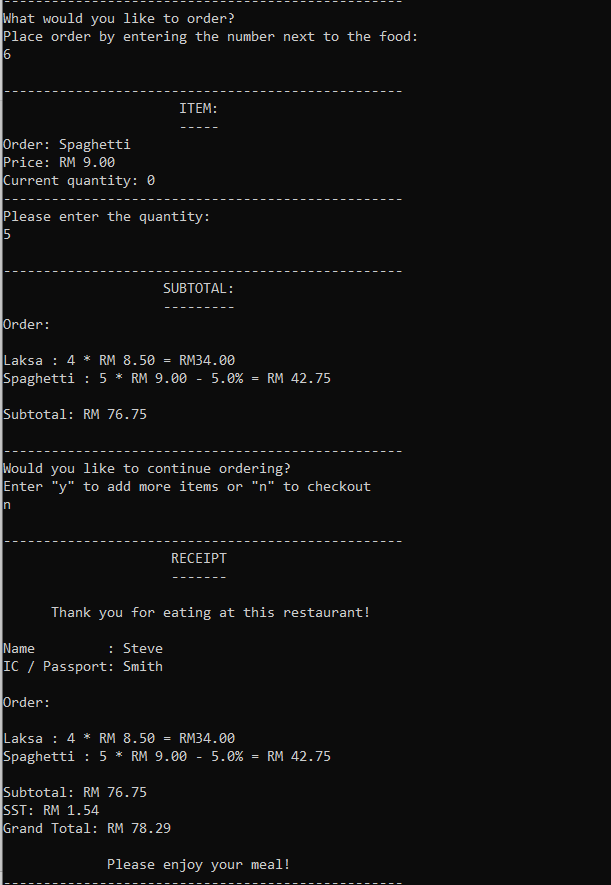 --------------------------------------------------
What would you like to order?
Place order by entering the number next to the food:
6
--------------------------------------------------
ITEM:
-----
Order: Spaghetti
Price: RM 9.00
Current quantity: 0
--------------------------------------------------
Please enter the quantity:
5
--------------------------------------------------
SUBTOTAL:
---------
Order:
Laksa : 4 * RM 8.50 = RM34.00
Spaghetti : 5 * RM 9.00 - 5.0% = RM 42.75
Subtotal: RM 76.75
--------------------------------------------------
Would you like to continue ordering?
Enter "y" to add more items or "n" to checkout
n
--------------------------------------------------
RECEIPT
-------
Thank you for eating at this restaurant!
Name         : Steve
IC / Passport: Smith
Order:
Laksa : 4 * RM 8.50 = RM34.00
Spaghetti : 5 * RM 9.00 - 5.0% = RM 42.75
Subtotal: RM 76.75
SST: RM 1.54
Grand Total: RM 78.29
Please enjoy your meal!
--------------------------------------------------